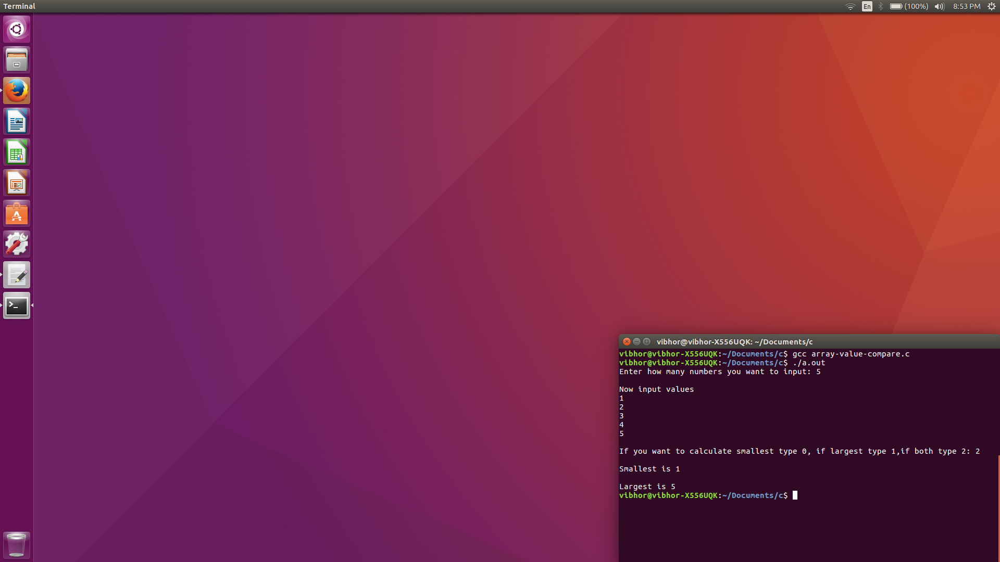 Terminal
En (100%) 8:53 PM
vibhor@vibhor-X556UQK: ~/Documents/c
vibhor@vibhor-X556UQK:~/Documents/c$ gcc array-value-compare.c
vibhor@vibhor-X556UQK:~/Documents/c$ ./a.out
Enter how many numbers you want to input: 5
Now input values
1
2
3
4
5
If you want to calculate smallest type 0, if largest type 1,if both type 2: 2
Smallest is 1
Largest is 5
vibhor@vibhor-X556UQK:~/Documents/c$